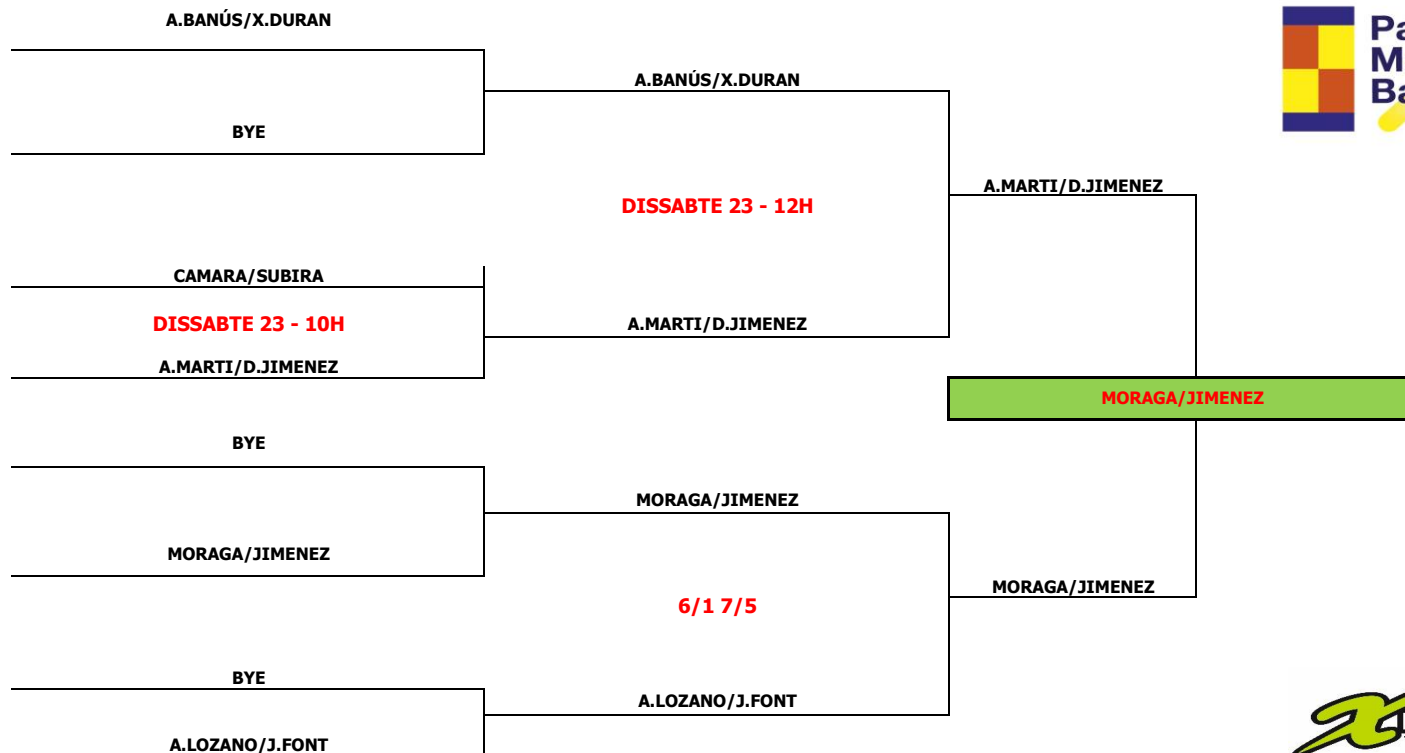 A.BANÚS/X.DURAN
A.BANÚS/X.DURAN
BYE
A.MARTI/D.JIMENEZ
DISSABTE 23 - 12H
CAMARA/SUBIRA
DISSABTE 23 - 10H
A.MARTI/D.JIMENEZ
A.MARTI/D.JIMENEZ
MORAGA/JIMENEZ
BYE
MORAGA/JIMENEZ
MORAGA/JIMENEZ
MORAGA/JIMENEZ
6/1 7/5
BYE
A.LOZANO/J.FONT
A.LOZANO/J.FONT